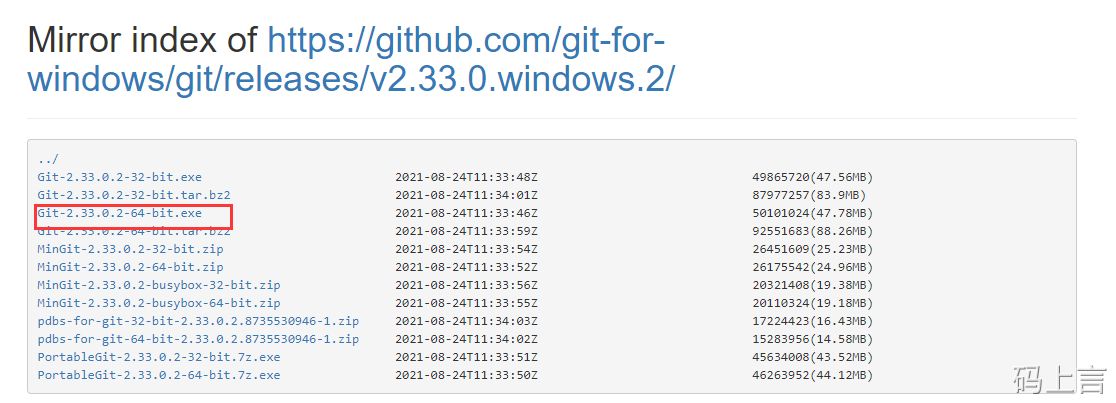 Mirror index of https://github.com/git-for-
windows/git/releases/v2.33.0.windows.2/
../
Git-2.33.0.2-32-bit.exe 2021-08-24T11:33:48Z 49865720(47.56MB)
Git-2.33.0.2-32-bit.tar.bz2 2021-08-24T11:34:01Z 87977257(83.9MB)
Git-2.33.0.2-64-bit.exe 2021-08-24T11:33:46Z 50101024(47.78MB)
Git-2.33.0.2-64-bit.tar.bz2 2021-08-24T11:33:59Z 92551683(88.26MB)
MinGit-2.33.0.2-32-bit.zip 2021-08-24T11:33:54Z 26451609(25.23MB)
MinGit-2.33.0.2-64-bit.zip 2021-08-24T11:33:52Z 26175542(24.96MB)
MinGit-2.33.0.2-busybox-32-bit.zip 2021-08-24T11:33:56Z 20321408(19.38MB)
MinGit-2.33.0.2-busybox-64-bit.zip 2021-08-24T11:33:55Z 20110324(19.18MB)
pdbs-for-git-32-bit-2.33.0.2.8735530946-1.zip 2021-08-24T11:34:03Z 17224423(16.43MB)
pdbs-for-git-64-bit-2.33.0.2.8735530946-1.zip 2021-08-24T11:34:02Z 15283956(14.58MB)
PortableGit-2.33.0.2-32-bit.7z.exe 2021-08-24T11:33:51Z 45634008(43.52MB)
PortableGit-2.33.0.2-64-bit.7z.exe 2021-08-24T11:33:50Z 46263952(44.12MB)
码上言